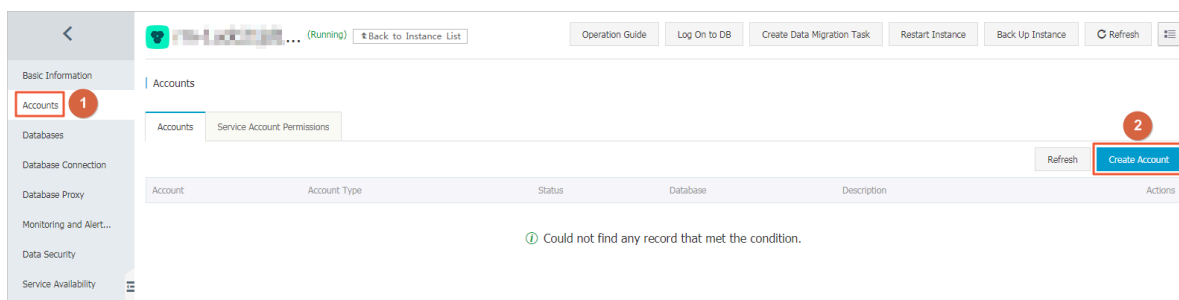 ... (Running) Back to Instance List Operation Guide Log On to DB Create Data Migration Task Restart Instance Back Up Instance Refresh
Basic Information
Accounts 1
Databases
Database Connection
Database Proxy
Monitoring and Alert...
Data Security
Service Availability
Accounts
Accounts Service Account Permissions
2
Refresh Create Account
Account Account Type Status Database Description Actions
Could not find any record that met the condition.